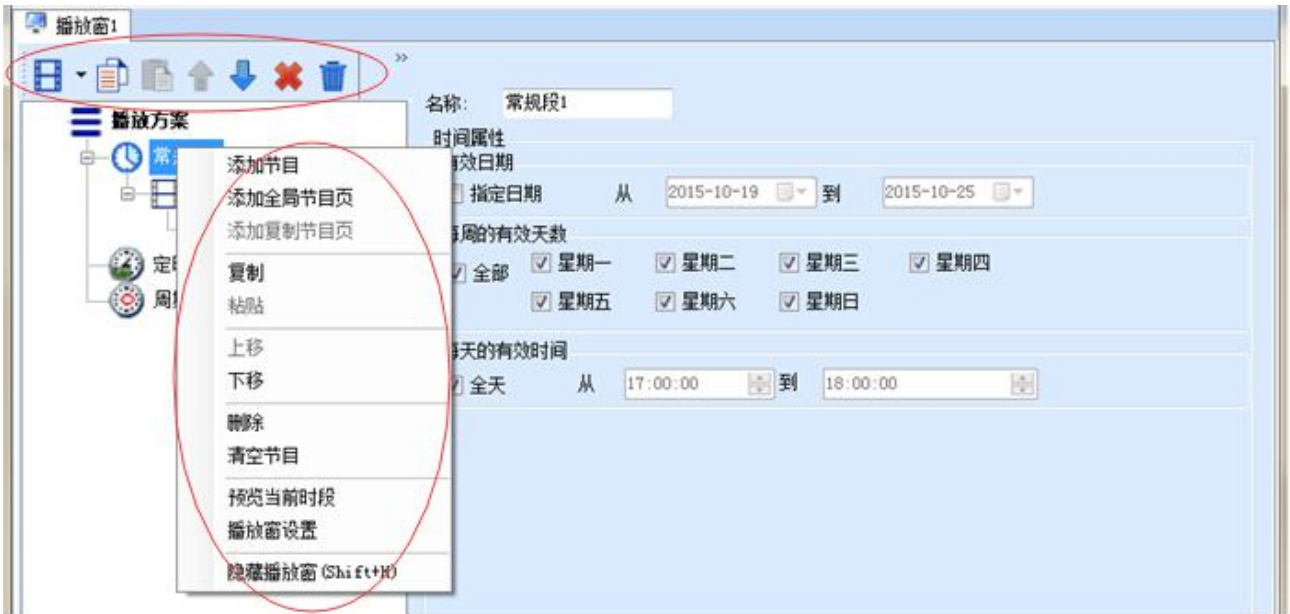 播放窗1
»
名称: 常规段1
播放方案
时间属性
有效日期
指定日期 从 2015-10-19 到 2015-10-25
周的有效天数
全部 星期一 星期二 星期三 星期四
星期五 星期六 星期日
天的有效时间
全天 从 17:00:00 到 18:00:00
常
定
周
添加节目
添加全局节目页
添加复制节目页
复制
粘贴
上移
下移
删除
清空节目
预览当前时段
播放窗设置
隐藏播放窗(Shift+H)